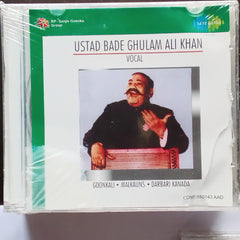 RP-Sanjiv Goenka
Group
USTAD BADE GHULAM ALI KHAN
VOCAL
GOONKALI • MALKAUNS • DARBARI KANADA